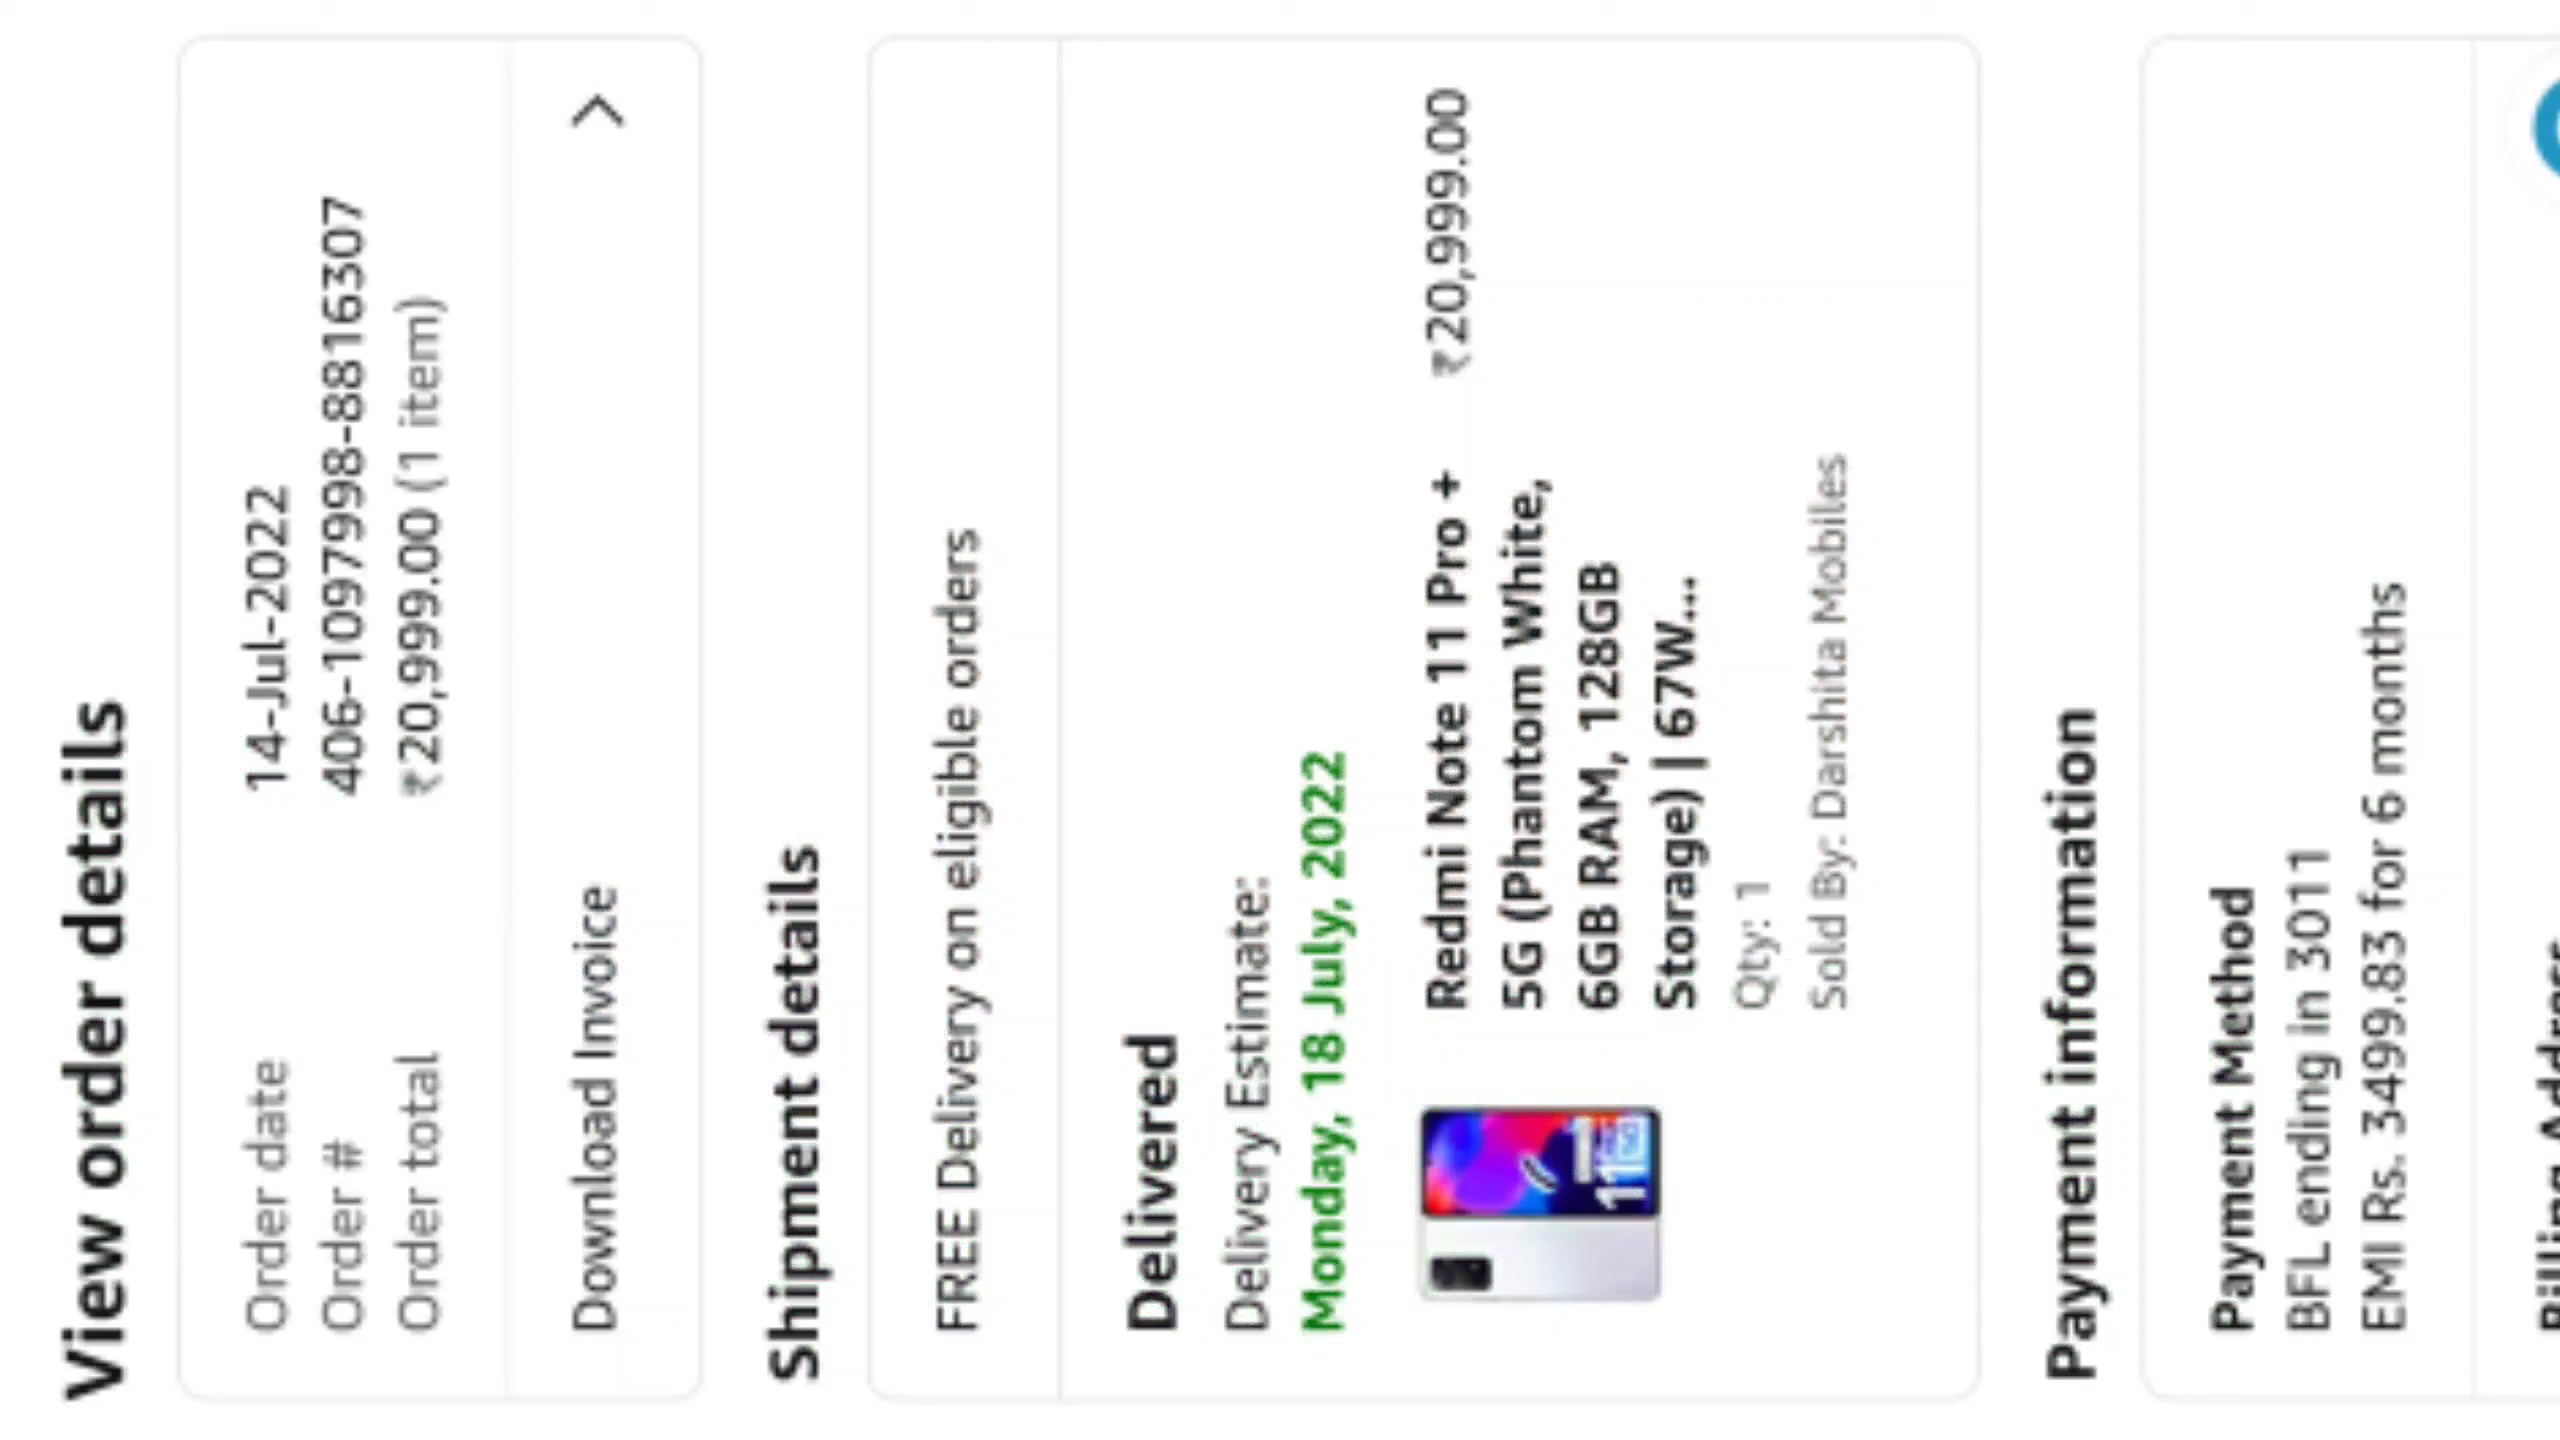 View order details
Order date 14-Jul-2022
Order # 406-1097998-8816307
Order total ₹20,999.00 (1 item)
Download Invoice
Shipment details
FREE Delivery on eligible orders
Delivered
Delivery Estimate:
Monday, 18 July, 2022
Redmi Note 11 Pro + ₹20,999.00
5G (Phantom White,
6GB RAM, 128GB
Storage) | 67W...
Qty: 1
Sold By: Darshita Mobiles
11
Payment information
Payment Method
BFL ending in 3011
EMI Rs. 3499.83 for 6 months
Billing Address